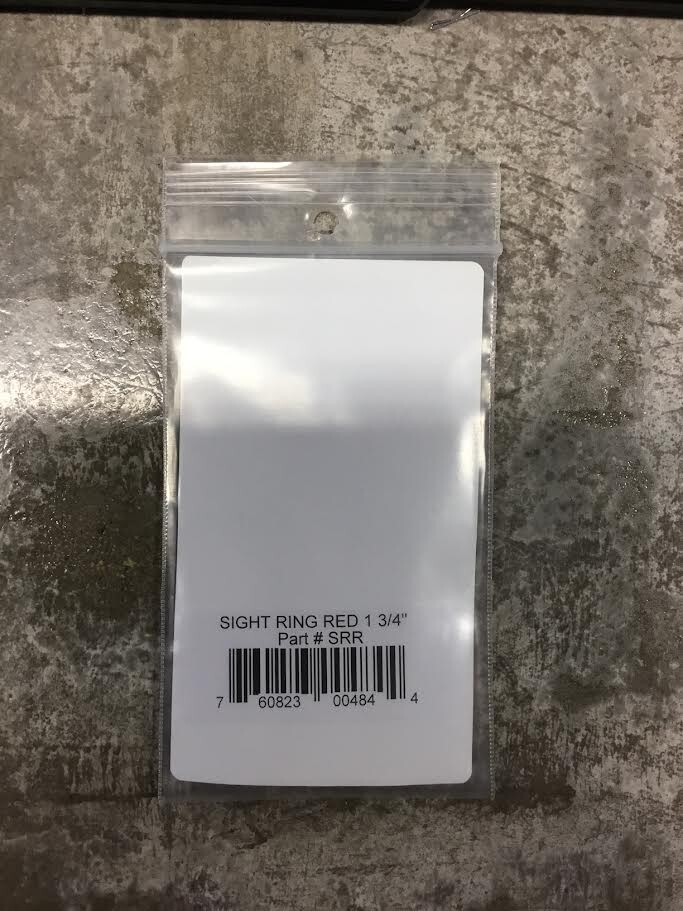 SIGHT RING RED 1 3/4"
Part # SRR
7 60823 00484 4